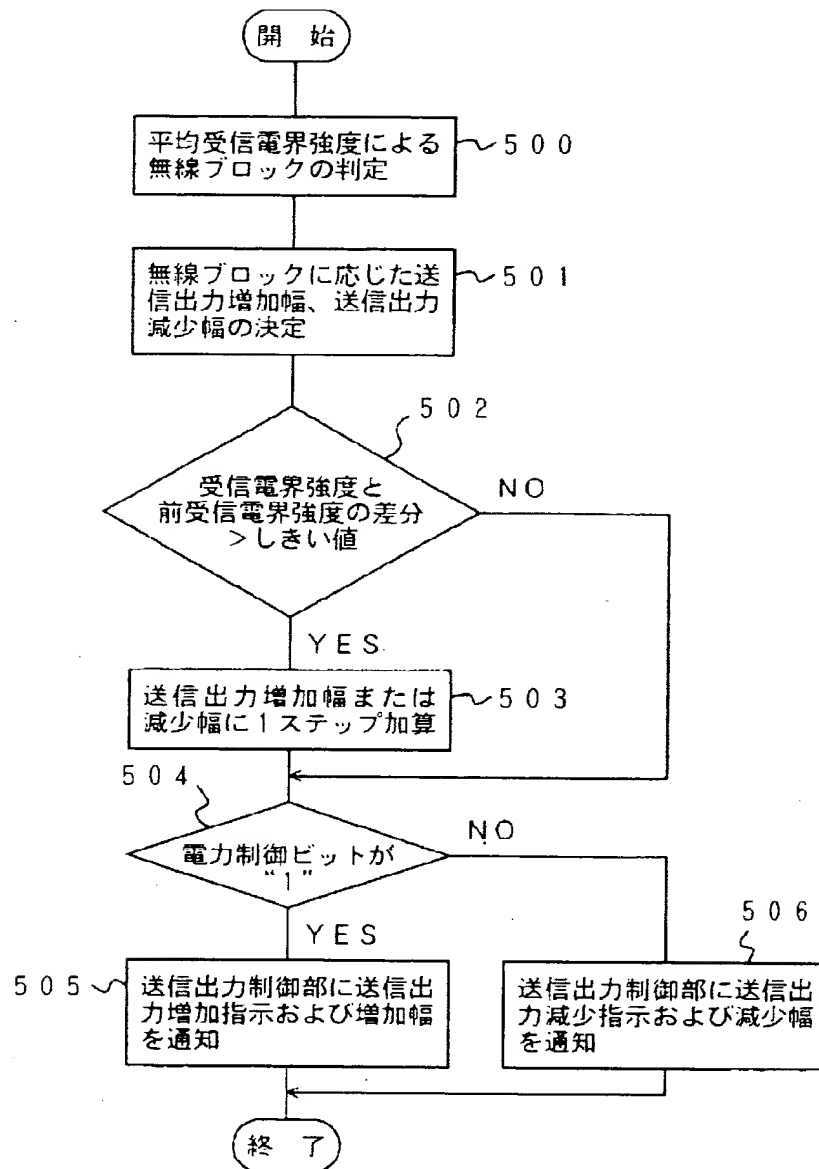 開 始
平均受信電界強度による
無線ブロックの判定
500
無線ブロックに応じた送
信出力増加幅、送信出力
減少幅の決定
501
502
受信電界強度と
前受信電界強度の差分
＞しきい値
NO
YES
送信出力増加幅または
減少幅に1ステップ加算
503
504
電力制御ビットが
“1”
NO
YES
505
送信出力制御部に送信出
力増加指示および増加幅
を通知
506
送信出力制御部に送信出
力減少指示および減少幅
を通知
終 了